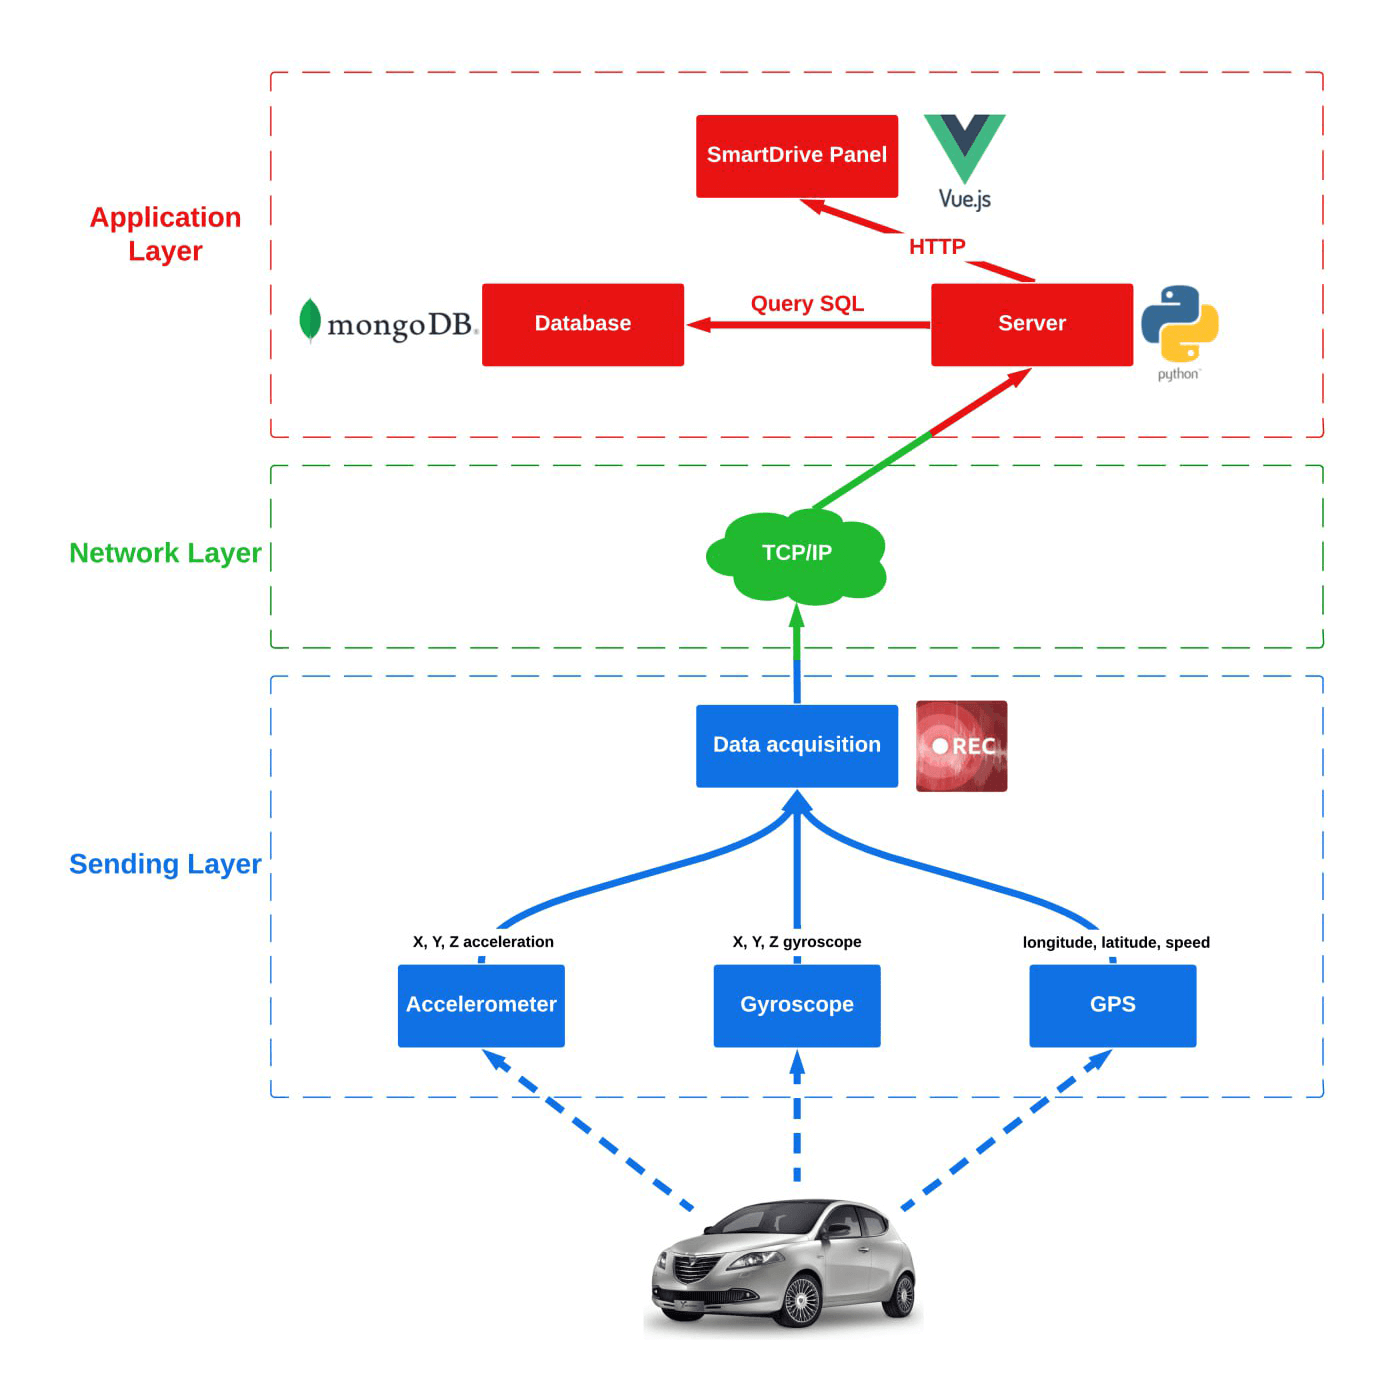 SmartDrive Panel
Vue.js
Application
Layer
HTTP
Query SQL
mongoDB
Database
Server
python
Network Layer
TCP/IP
Data acquisition
REC
Sending Layer
X, Y, Z acceleration
X, Y, Z gyroscope
longitude, latitude, speed
Accelerometer
Gyroscope
GPS